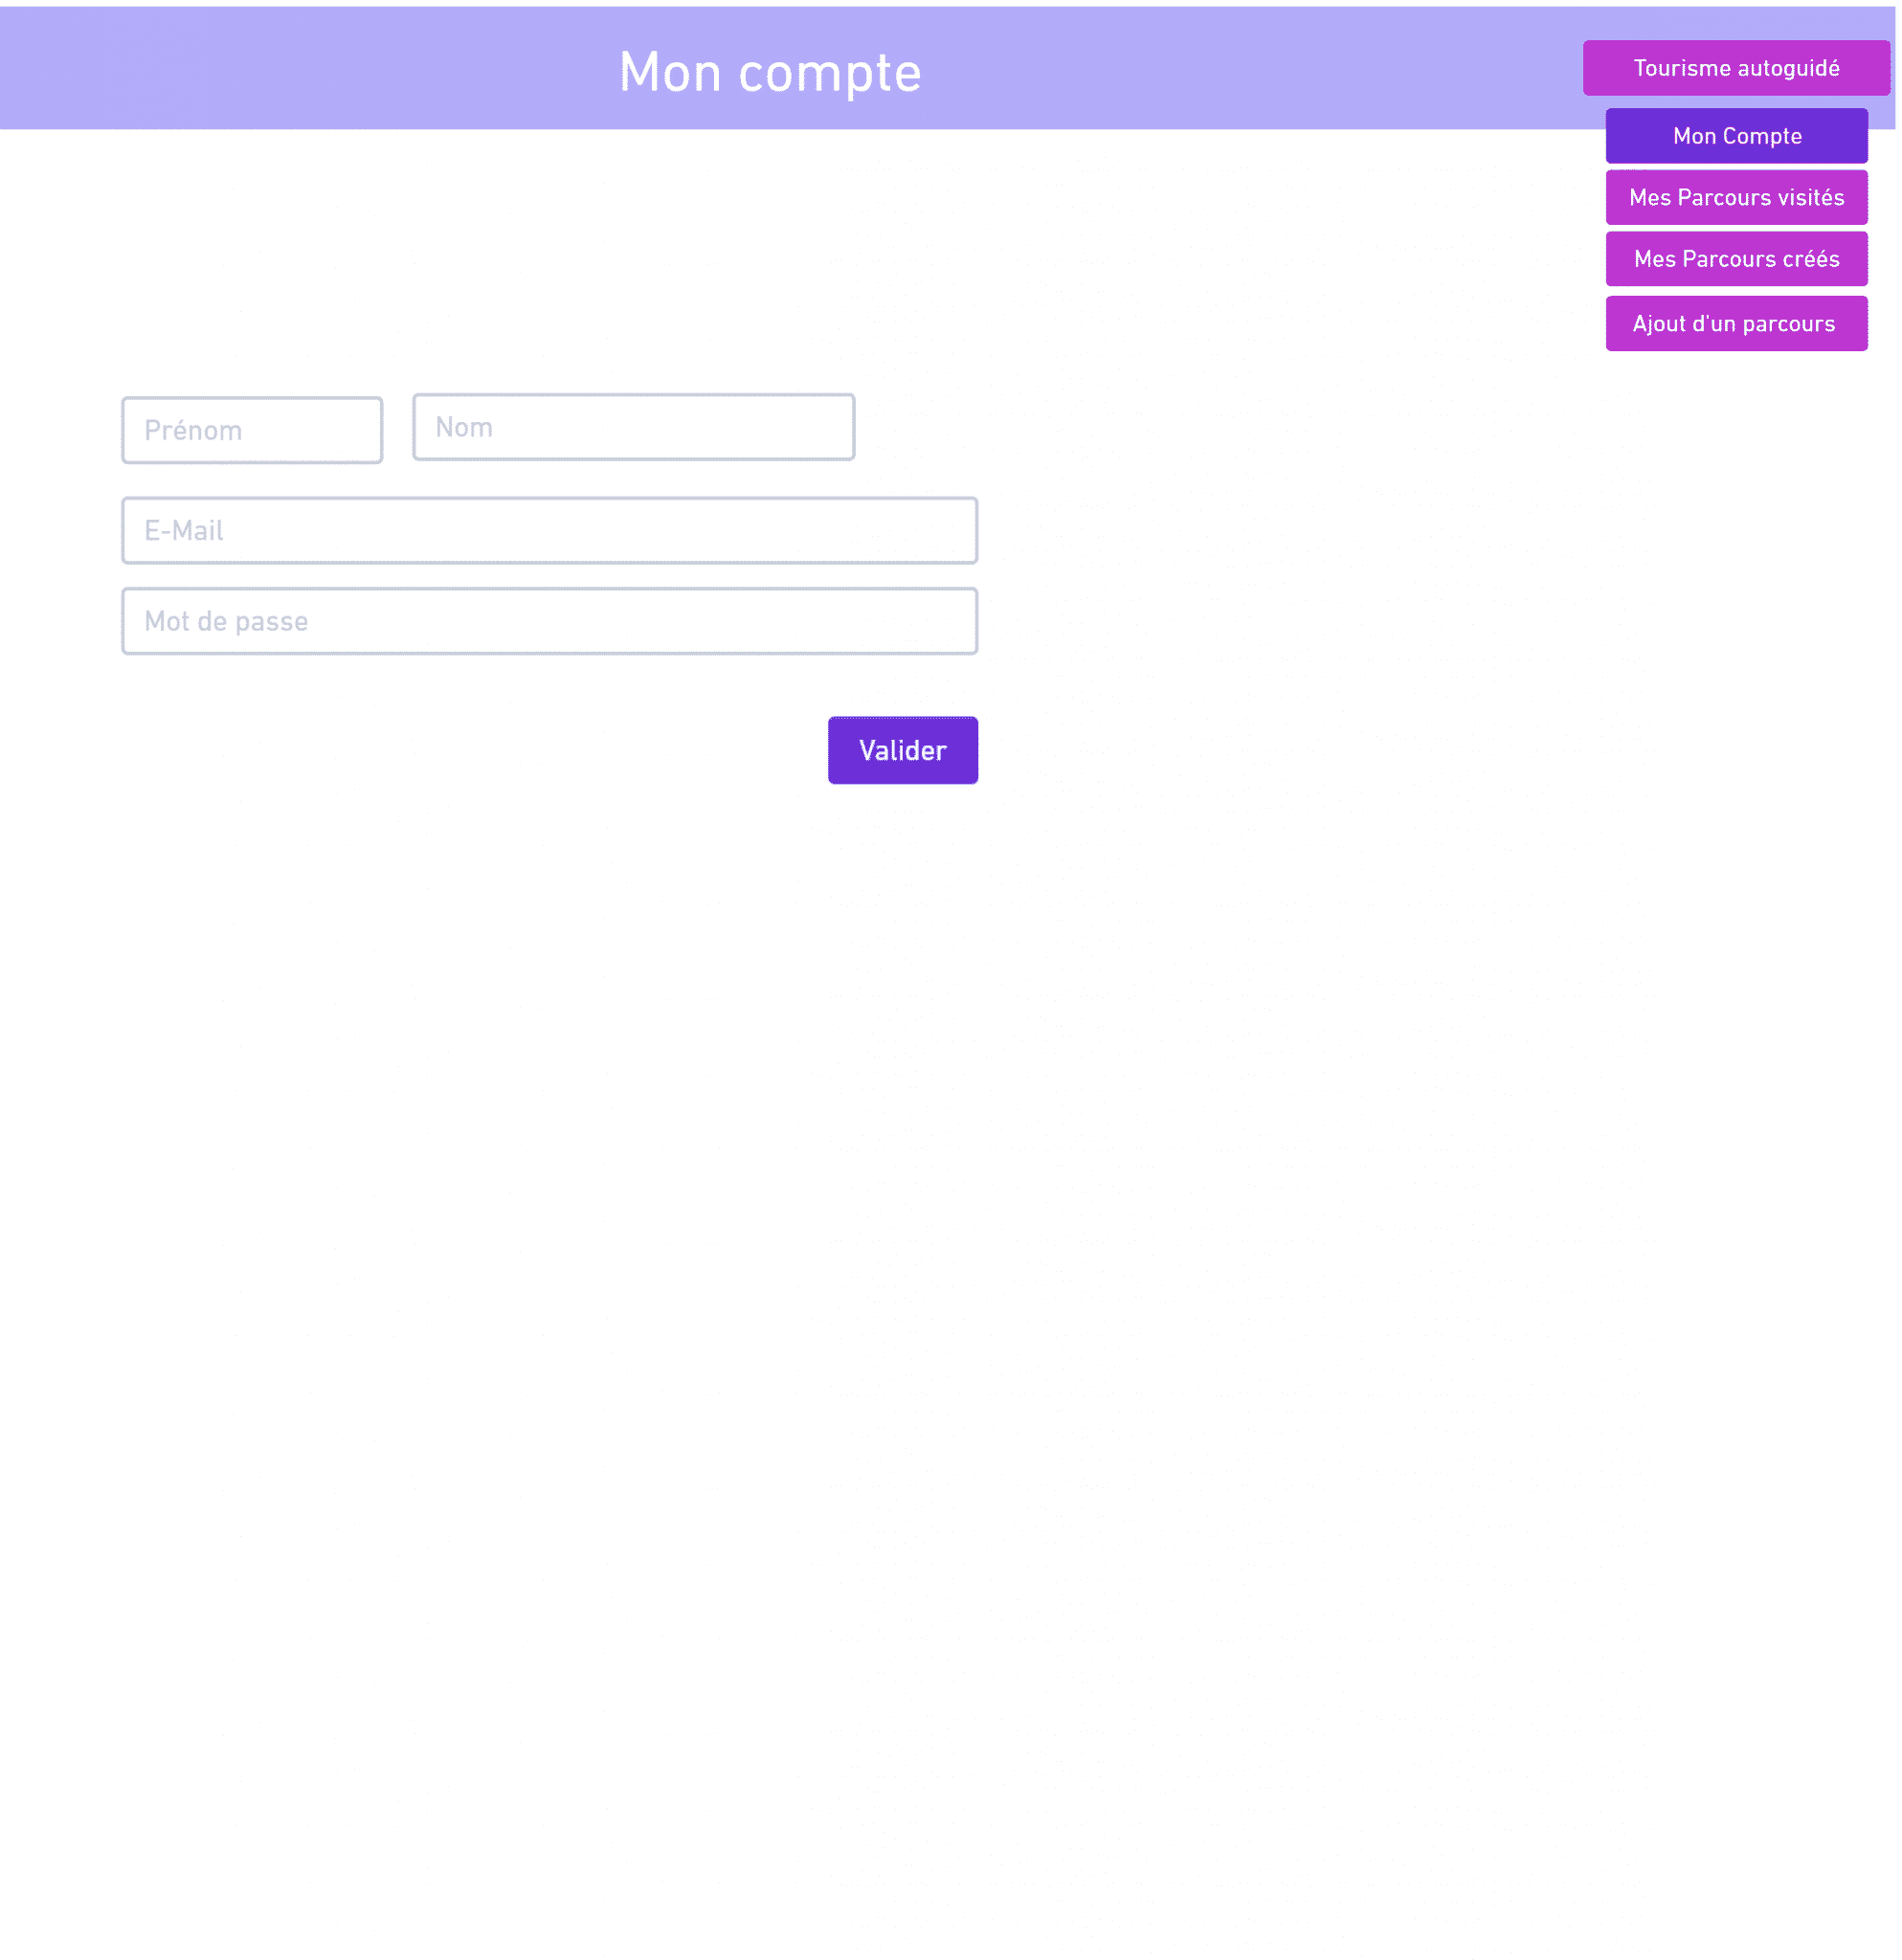 Mon compte
Tourisme autoguidé
Mon Compte
Mes Parcours visités
Mes Parcours créés
Ajout d'un parcours
Prénom
Nom
E-Mail
Mot de passe
Valider